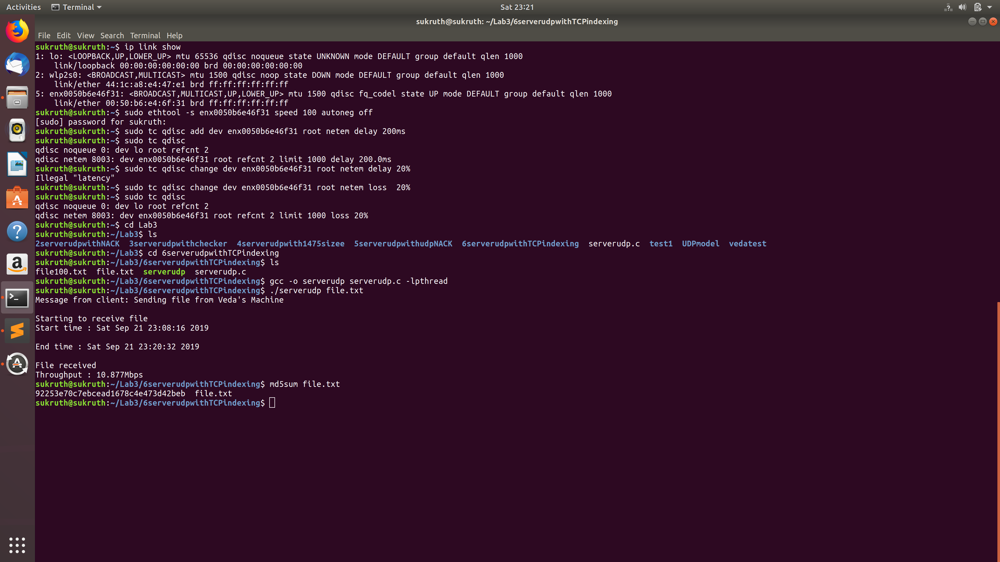 Activities Terminal Sat 23:21
sukruth@sukruth: ~/Lab3/6serverudpwithTCPindexing
File Edit View Search Terminal Help
sukruth@sukruth:~$ ip link show
1: lo: <LOOPBACK,UP,LOWER_UP> mtu 65536 qdisc noqueue state UNKNOWN mode DEFAULT group default qlen 1000
    link/loopback 00:00:00:00:00:00 brd 00:00:00:00:00:00
2: wlp2s0: <BROADCAST,MULTICAST> mtu 1500 qdisc noop state DOWN mode DEFAULT group default qlen 1000
    link/ether 44:1c:a8:e4:47:e1 brd ff:ff:ff:ff:ff:ff
5: enx0050b6e46f31: <BROADCAST,MULTICAST,UP,LOWER_UP> mtu 1500 qdisc fq_codel state UP mode DEFAULT group default qlen 1000
    link/ether 00:50:b6:e4:6f:31 brd ff:ff:ff:ff:ff:ff
sukruth@sukruth:~$ sudo ethtool -s enx0050b6e46f31 speed 100 autoneg off
[sudo] password for sukruth:
sukruth@sukruth:~$ sudo tc qdisc add dev enx0050b6e46f31 root netem delay 200ms
sukruth@sukruth:~$ sudo tc qdisc
qdisc noqueue 0: dev lo root refcnt 2
qdisc netem 8003: dev enx0050b6e46f31 root refcnt 2 limit 1000 delay 200.0ms
sukruth@sukruth:~$ sudo tc qdisc change dev enx0050b6e46f31 root netem delay 20%
Illegal "latency"
sukruth@sukruth:~$ sudo tc qdisc change dev enx0050b6e46f31 root netem loss  20%
sukruth@sukruth:~$ sudo tc qdisc
qdisc noqueue 0: dev lo root refcnt 2
qdisc netem 8003: dev enx0050b6e46f31 root refcnt 2 limit 1000 loss 20%
sukruth@sukruth:~$ cd Lab3
sukruth@sukruth:~/Lab3$ ls
2serverudpwithNACK  3serverudpwithchecker  4serverudpwith1475sizee  5serverudpwithudpNACK  6serverudpwithTCPindexing  serverudp.c  test1  UDPmodel  vedatest
sukruth@sukruth:~/Lab3$ cd 6serverudpwithTCPindexing
sukruth@sukruth:~/Lab3/6serverudpwithTCPindexing$ ls
file100.txt  file.txt  serverudp  serverudp.c
sukruth@sukruth:~/Lab3/6serverudpwithTCPindexing$ gcc -o serverudp serverudp.c -lpthread
sukruth@sukruth:~/Lab3/6serverudpwithTCPindexing$ ./serverudp file.txt
Message from client: Sending file from Veda's Machine
Starting to receive file
Start time : Sat Sep 21 23:08:16 2019
End time : Sat Sep 21 23:20:32 2019
File received
Throughput : 10.877Mbps
sukruth@sukruth:~/Lab3/6serverudpwithTCPindexing$ md5sum file.txt
92253e70c7ebcead1678c4e473d42beb  file.txt
sukruth@sukruth:~/Lab3/6serverudpwithTCPindexing$